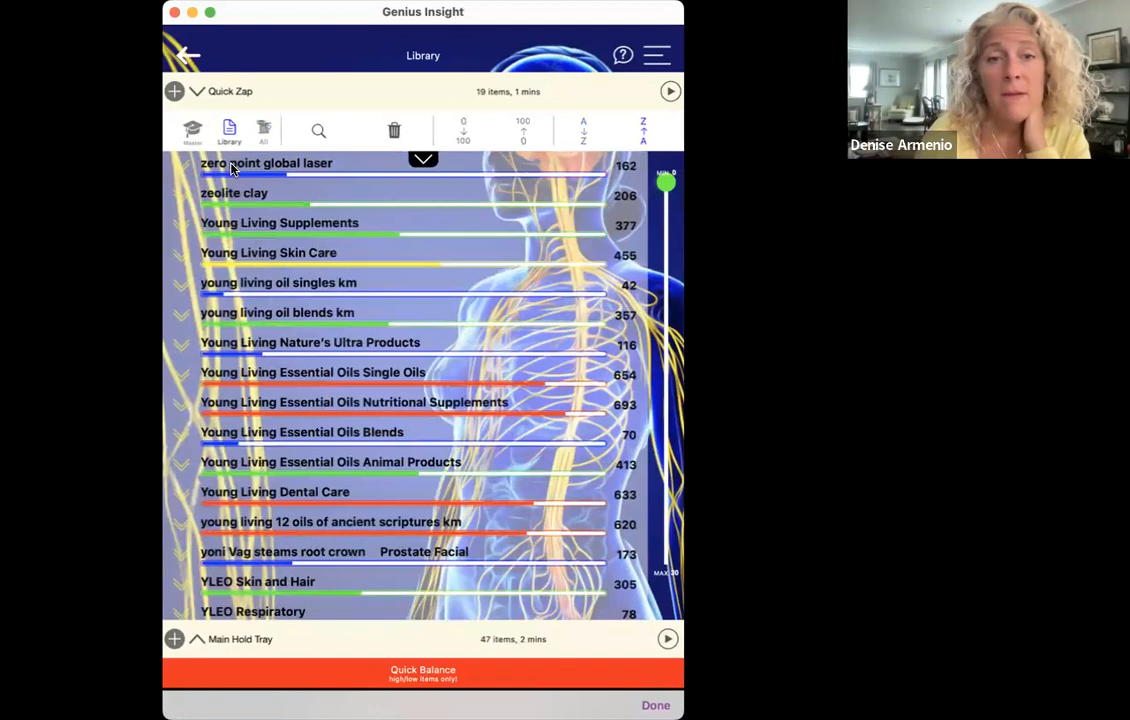 Genius Insight
Library
Quick Zap 19 items, 1 mins
Master Library All 0 100 100 0 A Z Z A
zero point global laser 162
MIN 0
zeolite clay 206
Young Living Supplements 377
Young Living Skin Care 455
young living oil singles km 42
young living oil blends km 357
Young Living Nature's Ultra Products 116
Young Living Essential Oils Single Oils 654
Young Living Essential Oils Nutritional Supplements 693
Young Living Essential Oils Blends 70
Young Living Essential Oils Animal Products 413
Young Living Dental Care 633
young living 12 oils of ancient scriptures km 620
yoni Vag steams root crown Prostate Facial 173
MAX 30
YLEO Skin and Hair 305
YLEO Respiratory 78
Main Hold Tray 47 items, 2 mins
Quick Balance
high/low items only!
Done
Denise Armenio